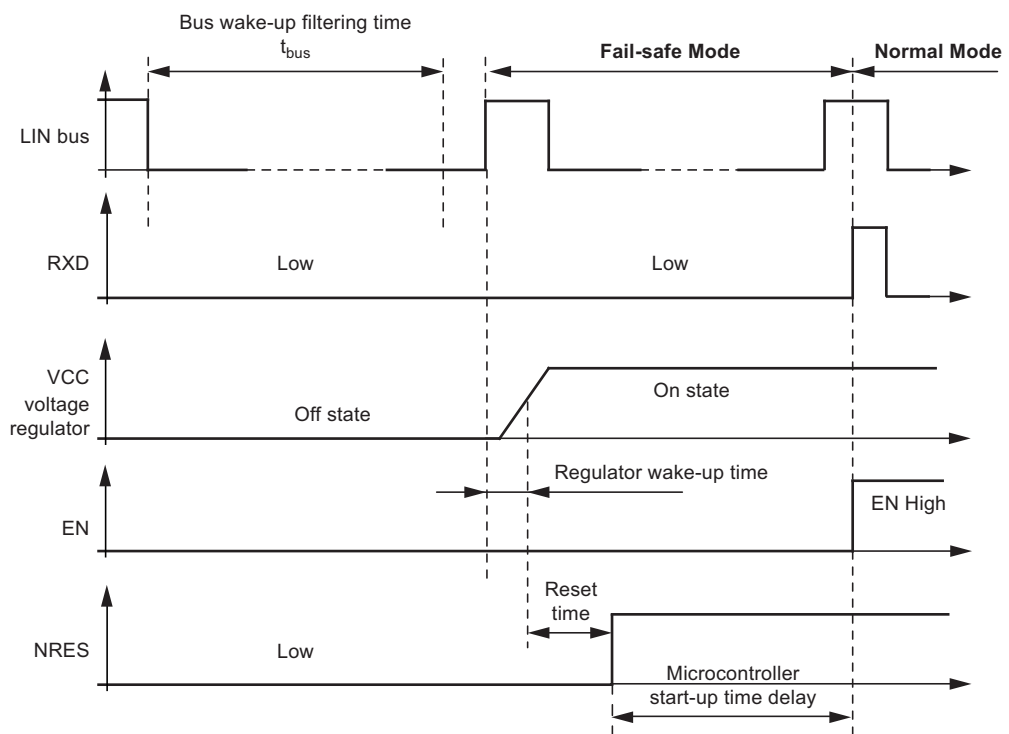 Bus wake-up filtering time
tbus
Fail-safe Mode
Normal Mode
LIN bus
RXD
Low
Low
VCC
voltage
regulator
Off state
On state
Regulator wake-up time
EN
EN High
Reset
time
NRES
Low
Microcontroller
start-up time delay